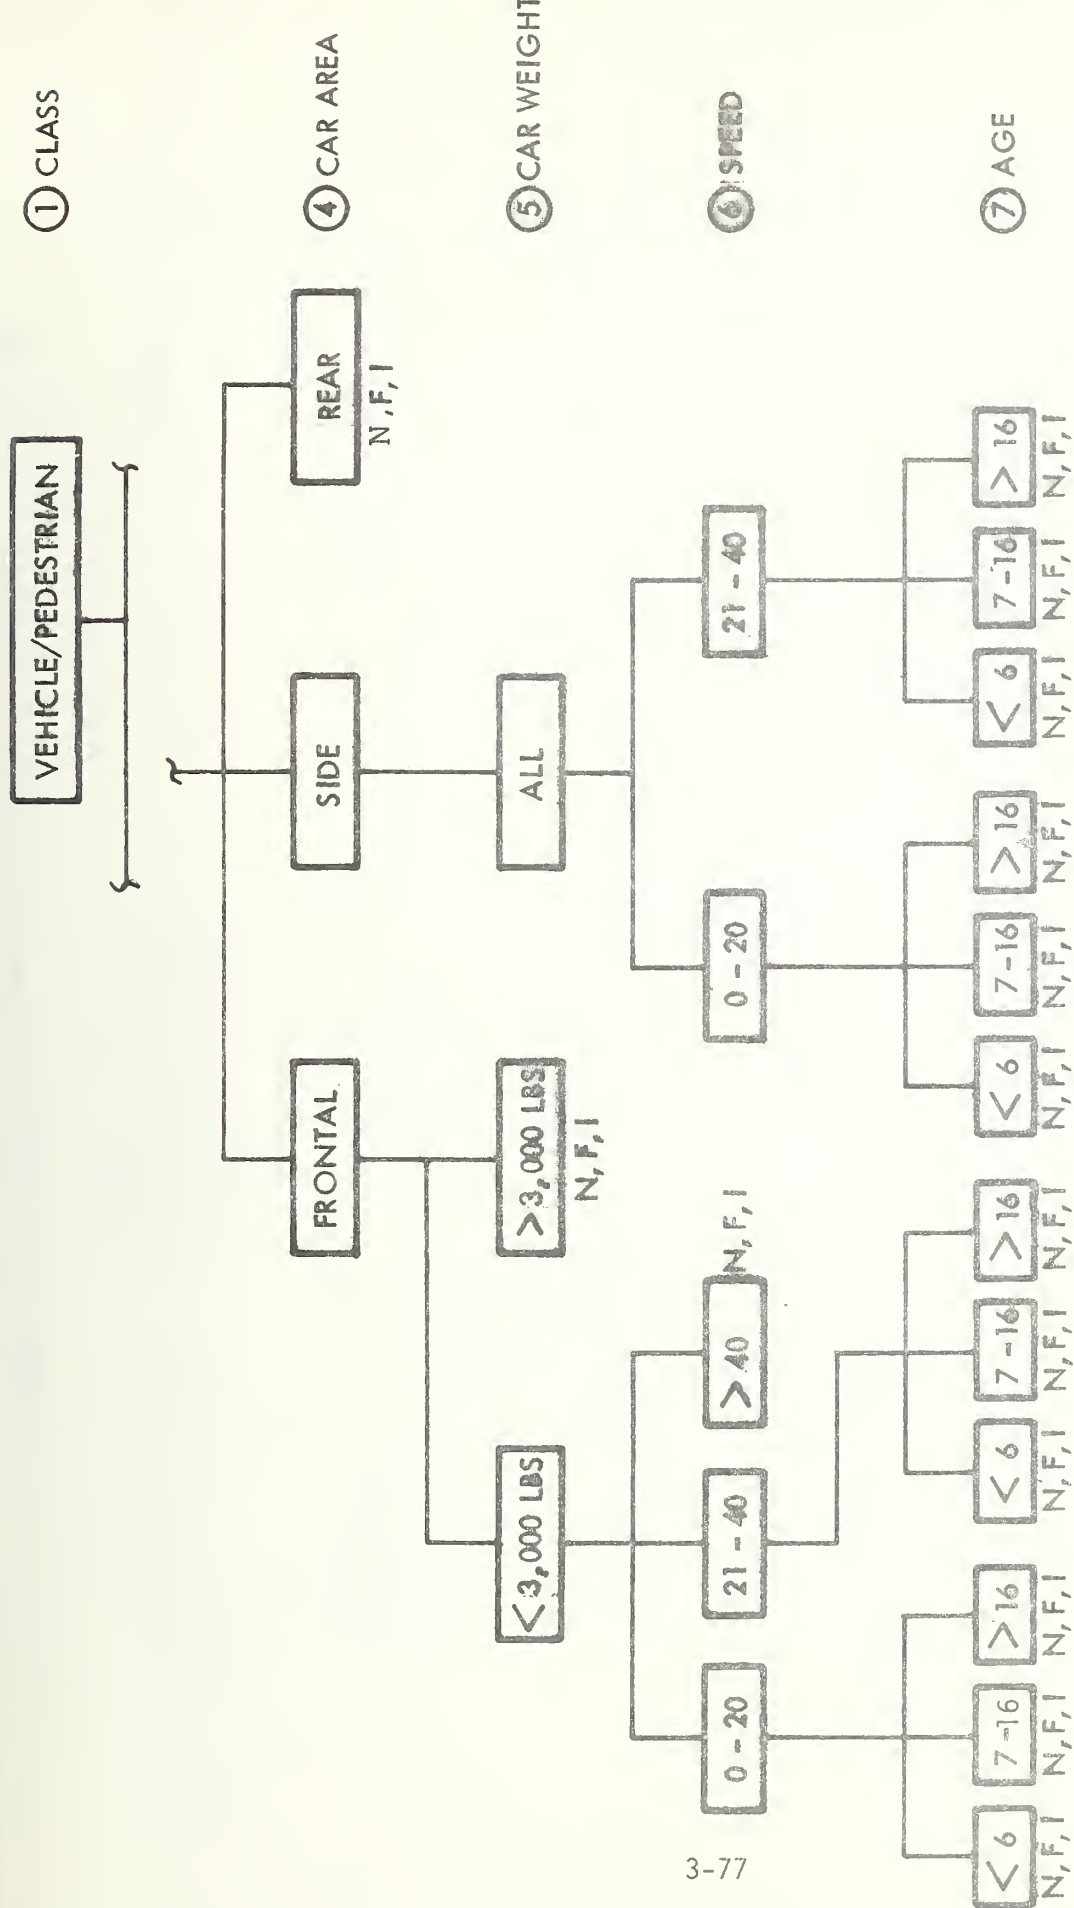 VEHICLE/PEDESTRIAN
① CLASS
FRONTAL
SIDE
REAR
N,F,I
④ CAR AREA
< 3,000 LBS
> 3,000 LBS
N,F,I
ALL
⑤ CAR WEIGHT
0 - 20
21 - 40
> 40
N,F,I
0 - 20
21 - 40
⑥ SPEED
< 6
7-16
> 16
< 6
7-16
> 16
< 6
7-16
> 16
< 6
7-16
> 16
⑦ AGE
N,F,I
N,F,I
N,F,I
N,F,I
N,F,I
N,F,I
N,F,I
N,F,I
N,F,I
N,F,I
N,F,I
N,F,I
3-77